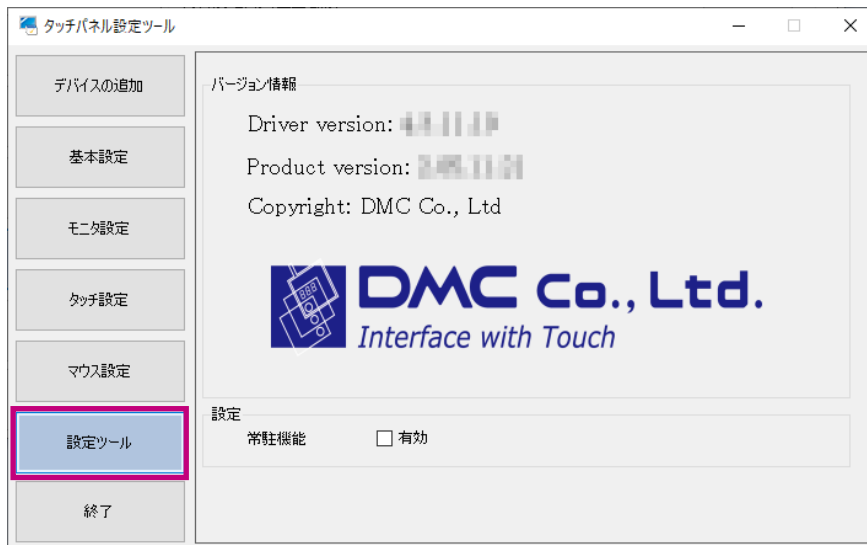 タッチパネル設定ツール
デバイスの追加
基本設定
モニタ設定
タッチ設定
マウス設定
設定ツール
終了
バージョン情報
Driver version:
Product version:
Copyright: DMC Co., Ltd
DMC Co., Ltd.
Interface with Touch
設定
常駐機能 有効